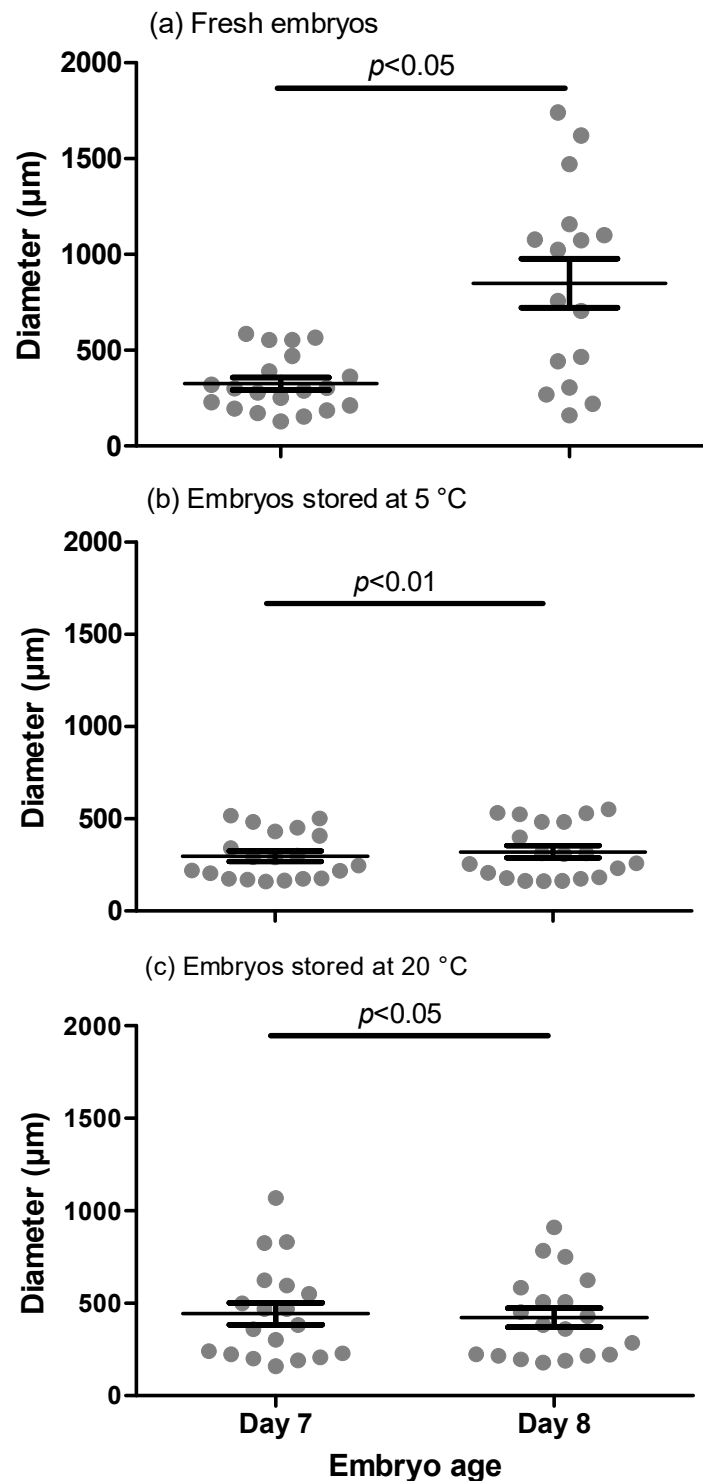 (a) Fresh embryos
p<0.05
2000
1500
1000
500
0
Diameter (µm)
(b) Embryos stored at 5 °C
p<0.01
2000
1500
1000
500
0
Diameter (µm)
(c) Embryos stored at 20 °C
p<0.05
2000
1500
1000
500
0
Diameter (µm)
Day 7 Day 8
Embryo age